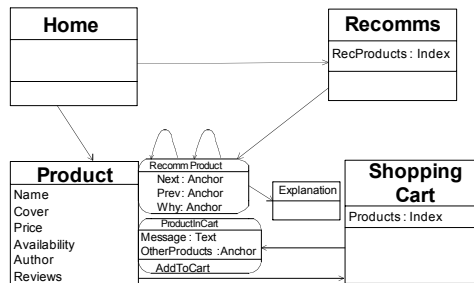 Home
Recomms
RecProducts : Index
Product
Name
Cover
Price
Availability
Author
Reviews
Recomm Product
Next : Anchor
Prev : Anchor
Why: Anchor
Explanation
ProductInCart
Message : Text
OtherProducts :Anchor
AddToCart
Shopping
Cart
Products : Index